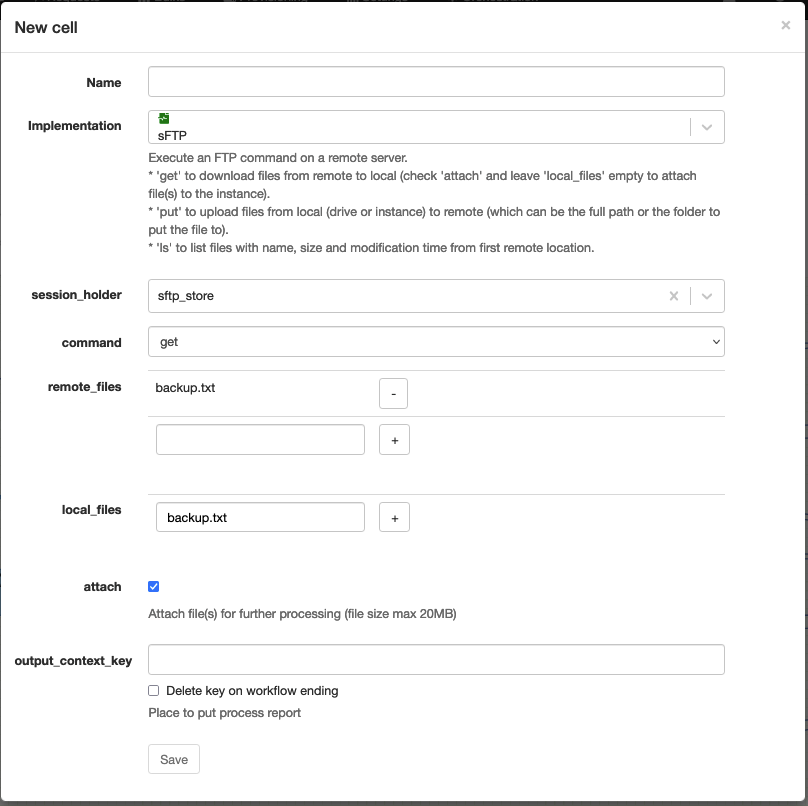 New cell
×
Name
Implementation
sFTP
Execute an FTP command on a remote server.
* 'get' to download files from remote to local (check 'attach' and leave 'local_files' empty to attach
file(s) to the instance).
* 'put' to upload files from local (drive or instance) to remote (which can be the full path or the folder to
put the file to).
* 'ls' to list files with name, size and modification time from first remote location.
session_holder
sftp_store
command
get
remote_files
backup.txt
-
+
local_files
backup.txt
+
attach
Attach file(s) for further processing (file size max 20MB)
output_context_key
Delete key on workflow ending
Place to put process report
Save